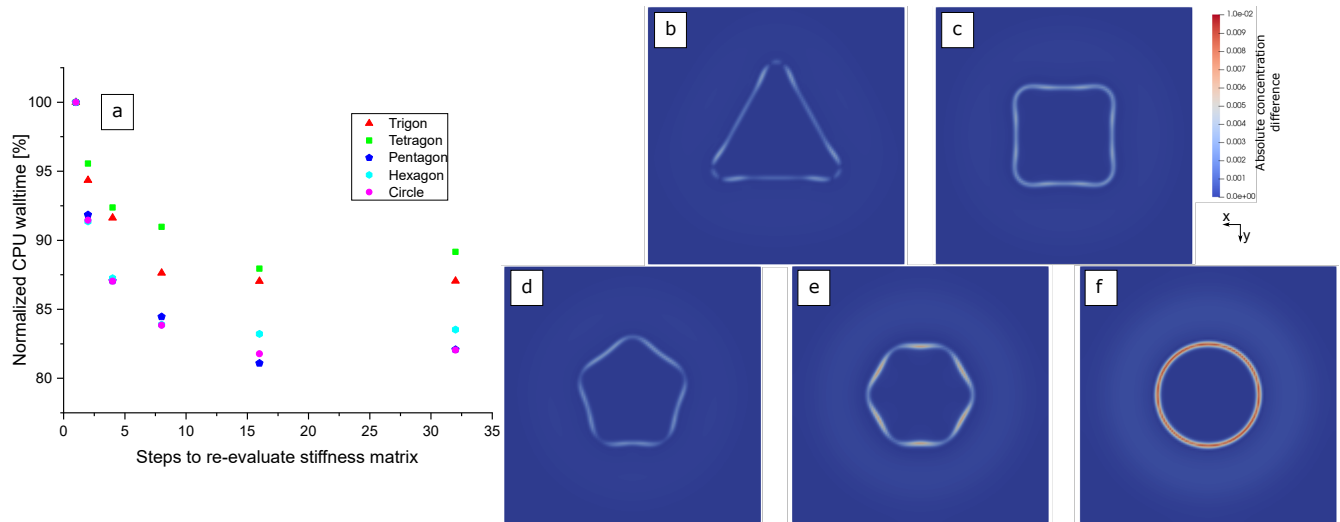 a
Normalized CPU walltime [%]
100
95
90
85
80
0
5
10
15
20
25
30
35
Steps to re-evaluate stiffness matrix
Trigon
Tetragon
Pentagon
Hexagon
Circle
b
c
1.0e-02
0.009
0.008
0.007
0.006
0.005
0.004
0.003
0.002
0.001
0.0e+00
Absolute concentration
difference
x
y
d
e
f